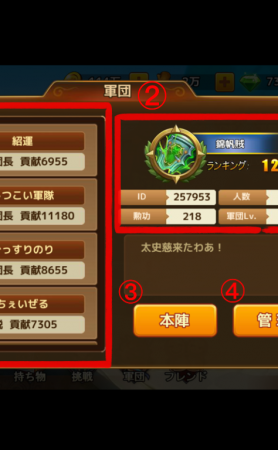 軍団 ②
紹運
団長 貢献6955
つこい軍隊
団長 貢献11180
っすりのり
団長 貢献8655
ちぇいぜる
貢献7305
錦帆賊
ランキング: 12
ID 257953 人数
勲功 218 軍団Lv.
太史慈来たわあ！
③ ④
本陣 管
持ち物 挑戦 軍団 フレンド